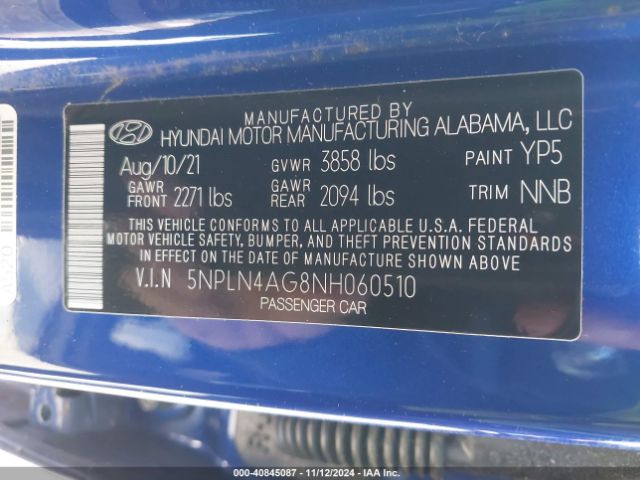 MANUFACTURED BY
HYUNDAI MOTOR MANUFACTURING ALABAMA, LLC
Aug/10/21 GVWR 3858 lbs PAINT YP5
GAWR FRONT 2271 lbs GAWR REAR 2094 lbs TRIM NNB
THIS VEHICLE CONFORMS TO ALL APPLICABLE U.S.A. FEDERAL
MOTOR VEHICLE SAFETY, BUMPER, AND THEFT PREVENTION STANDARDS
IN EFFECT ON THE DATE OF MANUFACTURE SHOWN ABOVE.
V.I.N 5NPLN4AG8NH060510
PASSENGER CAR
VIN - 40845087 - 11/12/2024 - IAA Inc.